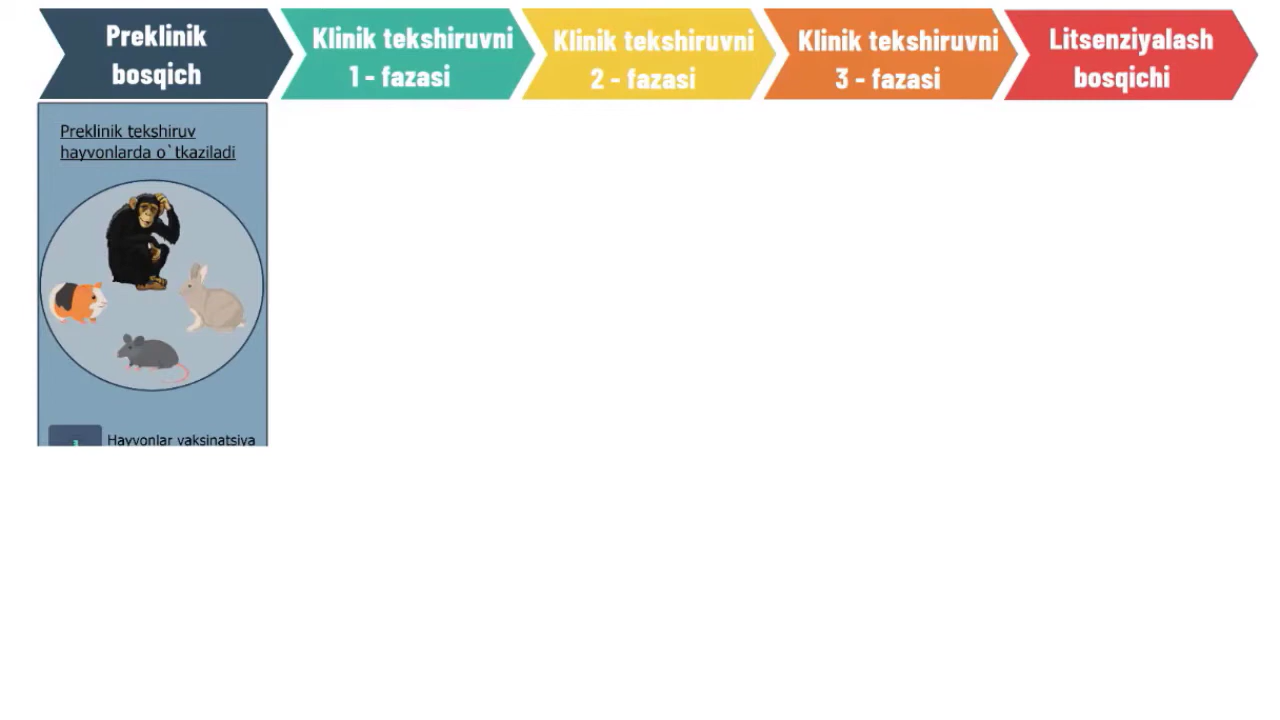 Preklinik
bosqich
Klinik tekshiruvni
1 - fazasi
Klinik tekshiruvni
2 - fazasi
Klinik tekshiruvni
3 - fazasi
Litsenziyalash
bosqichi
Preklinik tekshiruv
hayvonlarda o`tkaziladi
Hayvonlar vaksinatsiya